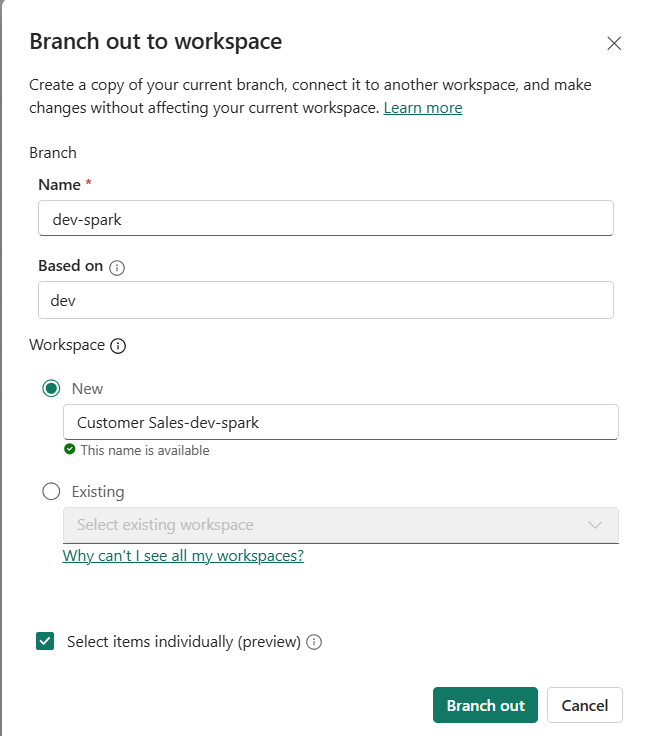 Branch out to workspace
Create a copy of your current branch, connect it to another workspace, and make
changes without affecting your current workspace. Learn more
Branch
Name *
dev-spark
Based on
dev
Workspace
New
Customer Sales-dev-spark
This name is available
Existing
Select existing workspace
Why can't I see all my workspaces?
Select items individually (preview)
Branch out Cancel